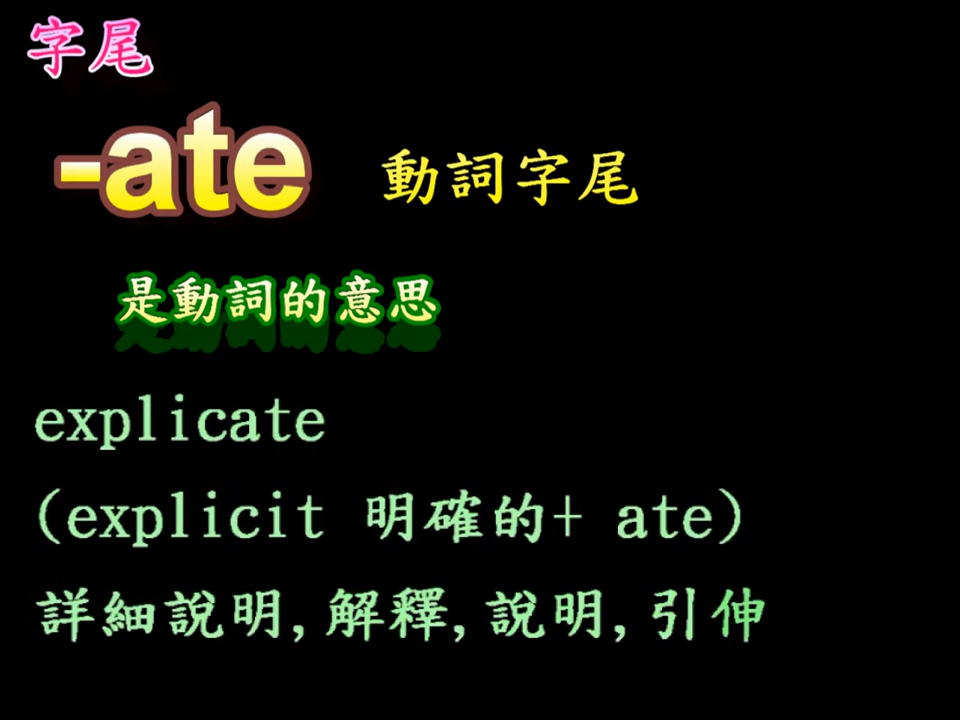 字尾
-ate 動詞字尾
是動詞的意思
explicate
(explicit 明確的+ ate)
詳細說明,解釋,說明,引伸